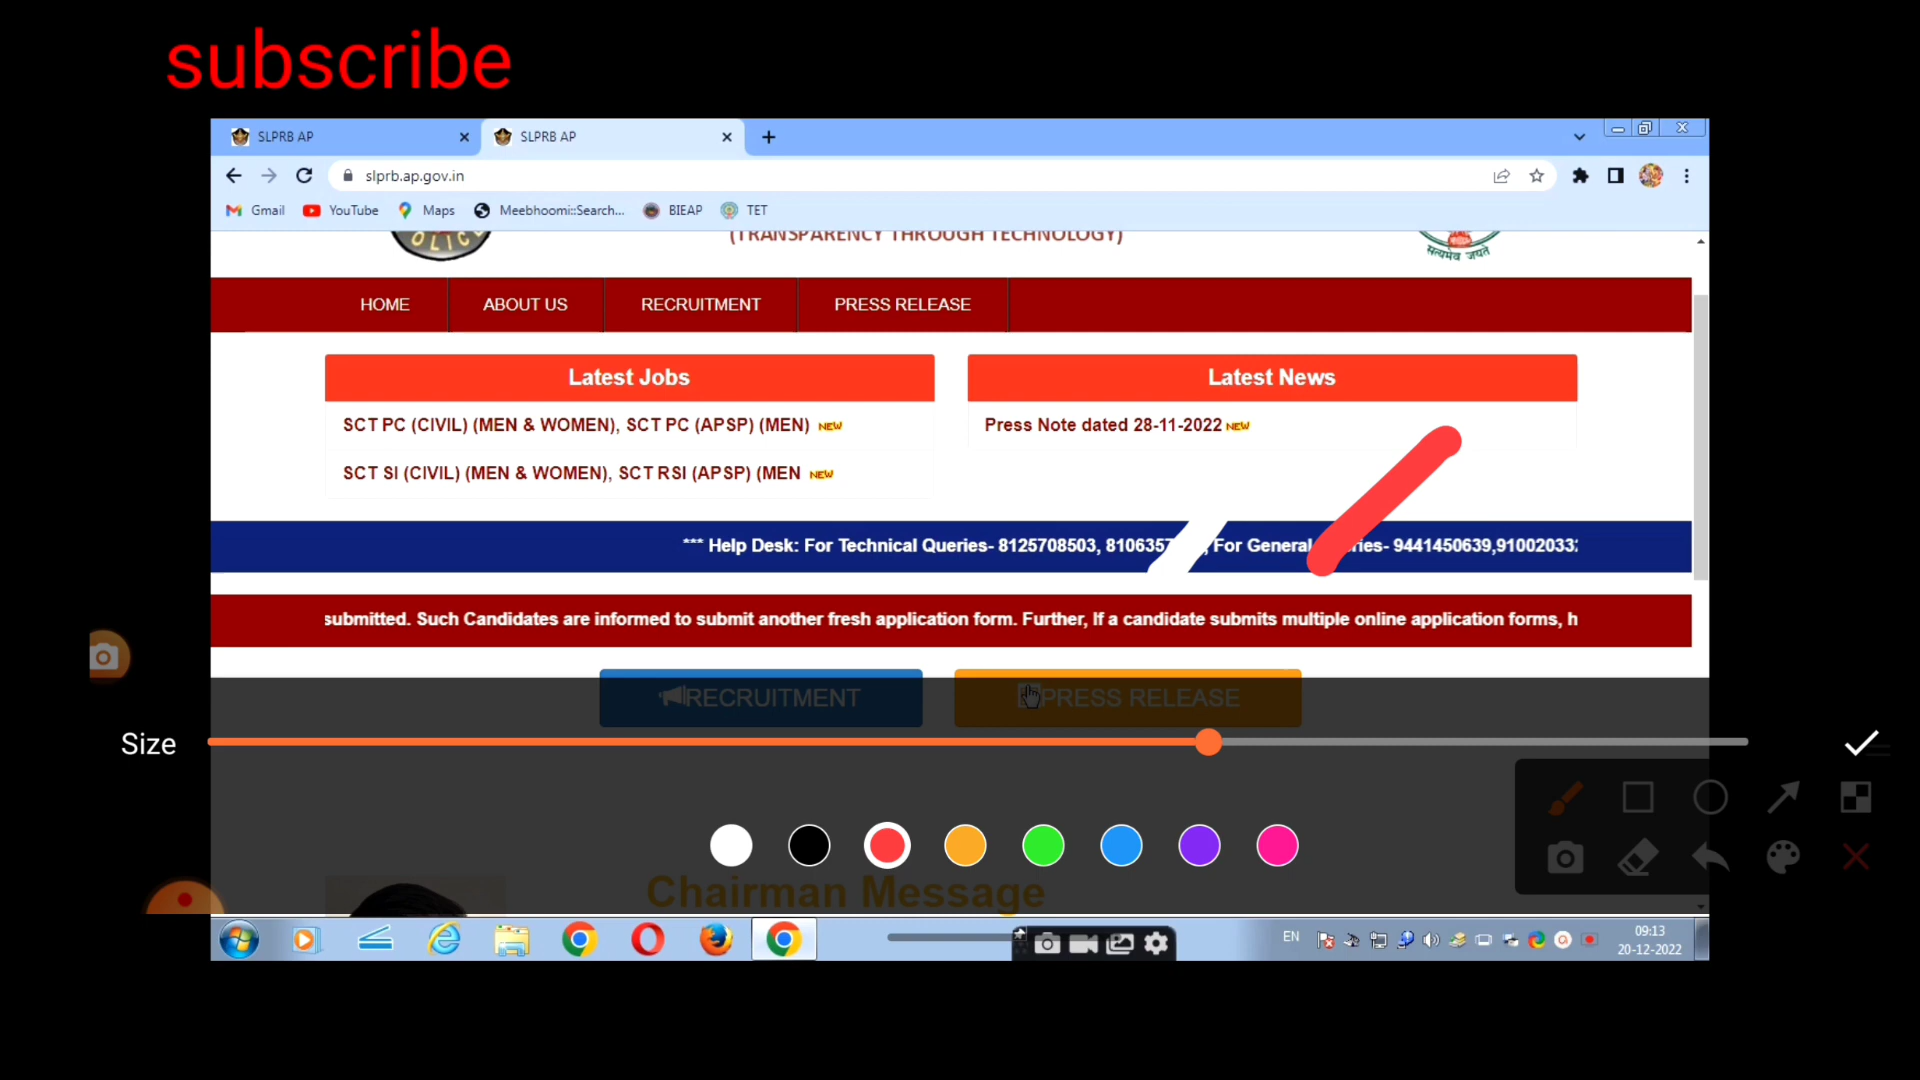 subscribe
SLPRB AP
SLPRB AP
slprb.ap.gov.in
Gmail YouTube Maps Meebhoomi::Search... BIEAP TET
OLICE
(TRANSPARENCY THROUGH TECHNOLOGY)
सत्यमेव जयते
HOME ABOUT US RECRUITMENT PRESS RELEASE
Latest Jobs
SCT PC (CIVIL) (MEN & WOMEN), SCT PC (APSP) (MEN) NEW
SCT SI (CIVIL) (MEN & WOMEN), SCT RSI (APSP) (MEN NEW
Latest News
Press Note dated 28-11-2022 NEW
*** Help Desk: For Technical Queries- 8125708503, 810635 For General ries- 9441450639,91002033
submitted. Such Candidates are informed to submit another fresh application form. Further, If a candidate submits multiple online application forms, h
RECRUITMENT PRESS RELEASE
Size
Chairman Message
EN
09:13
20-12-2022